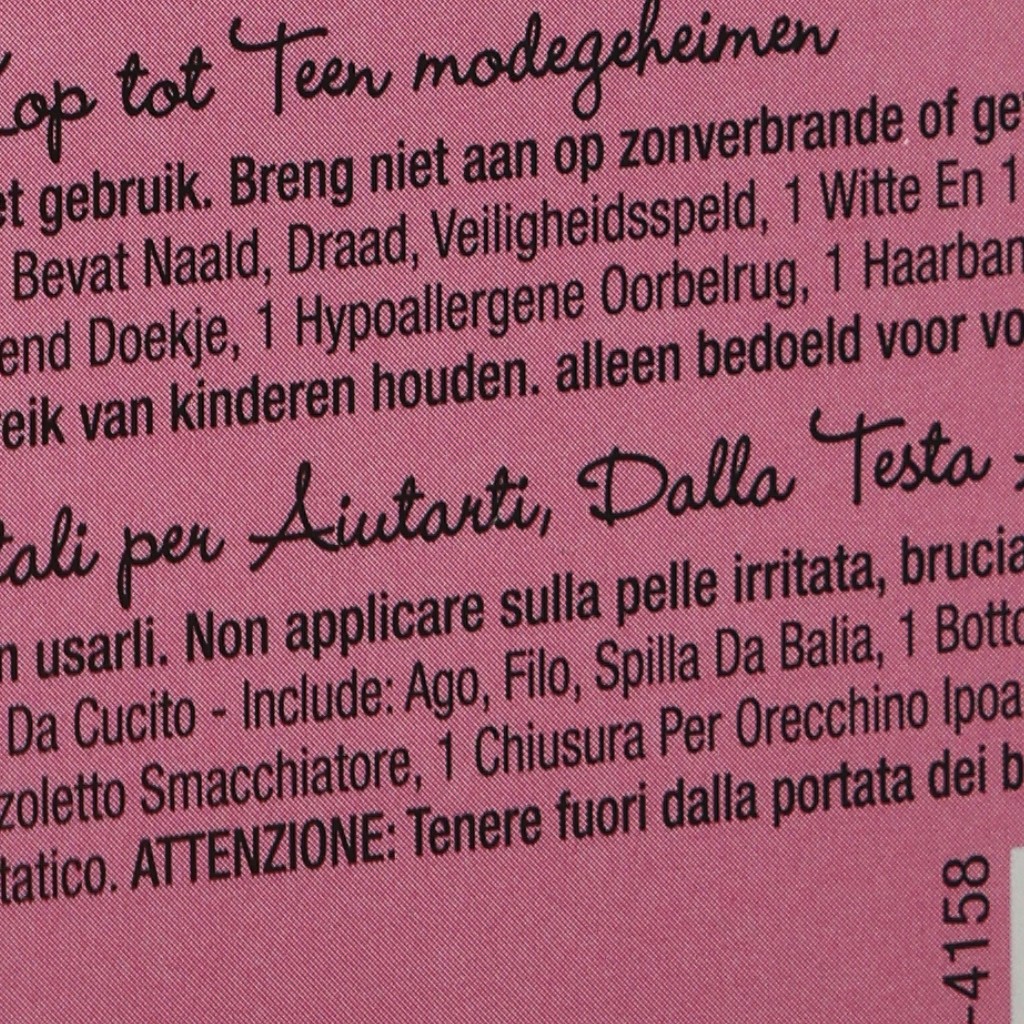 Kop tot Teen modegeheimen
et gebruik. Breng niet aan op zonverbrande of ge
Bevat Naald, Draad, Veiligheidsspeld, 1 Witte En 1
end Doekje, 1 Hypoallergene Oorbelrug, 1 Haarban
eik van kinderen houden. alleen bedoeld voor vo
tali per Aiutarti, Dalla Testa
n usarli. Non applicare sulla pelle irritata, brucia
Da Cucito - Include: Ago, Filo, Spilla Da Balia, 1 Botto
zoletto Smacchiatore, 1 Chiusura Per Orecchino Ipoa
tatico. ATTENZIONE: Tenere fuori dalla portata dei b
-4158